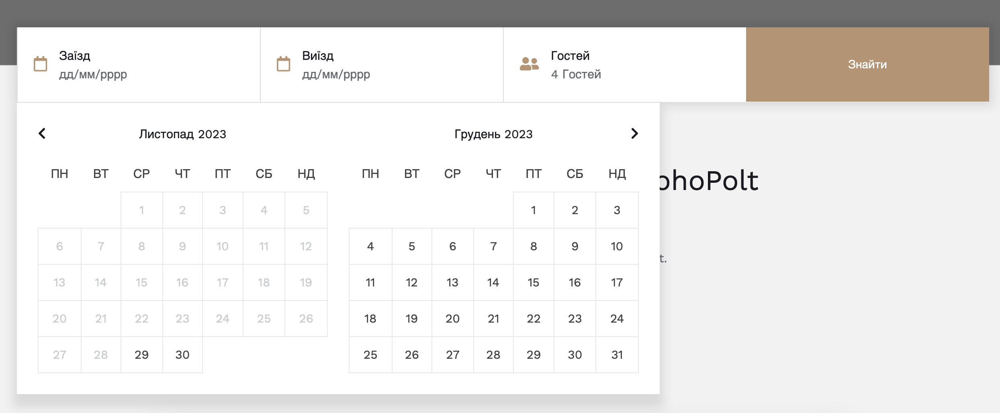 Заїзд
дд/мм/рррр
Виїзд
дд/мм/рррр
Гостей
4 Гостей
Знайти
Листопад 2023
ПН ВТ СР ЧТ ПТ СБ НД
1 2 3 4 5
6 7 8 9 10 11 12
13 14 15 16 17 18 19
20 21 22 23 24 25 26
27 28 29 30
Грудень 2023
ПН ВТ СР ЧТ ПТ СБ НД
1 2 3
4 5 6 7 8 9 10
11 12 13 14 15 16 17
18 19 20 21 22 23 24
25 26 27 28 29 30 31
ohoPolt
t.